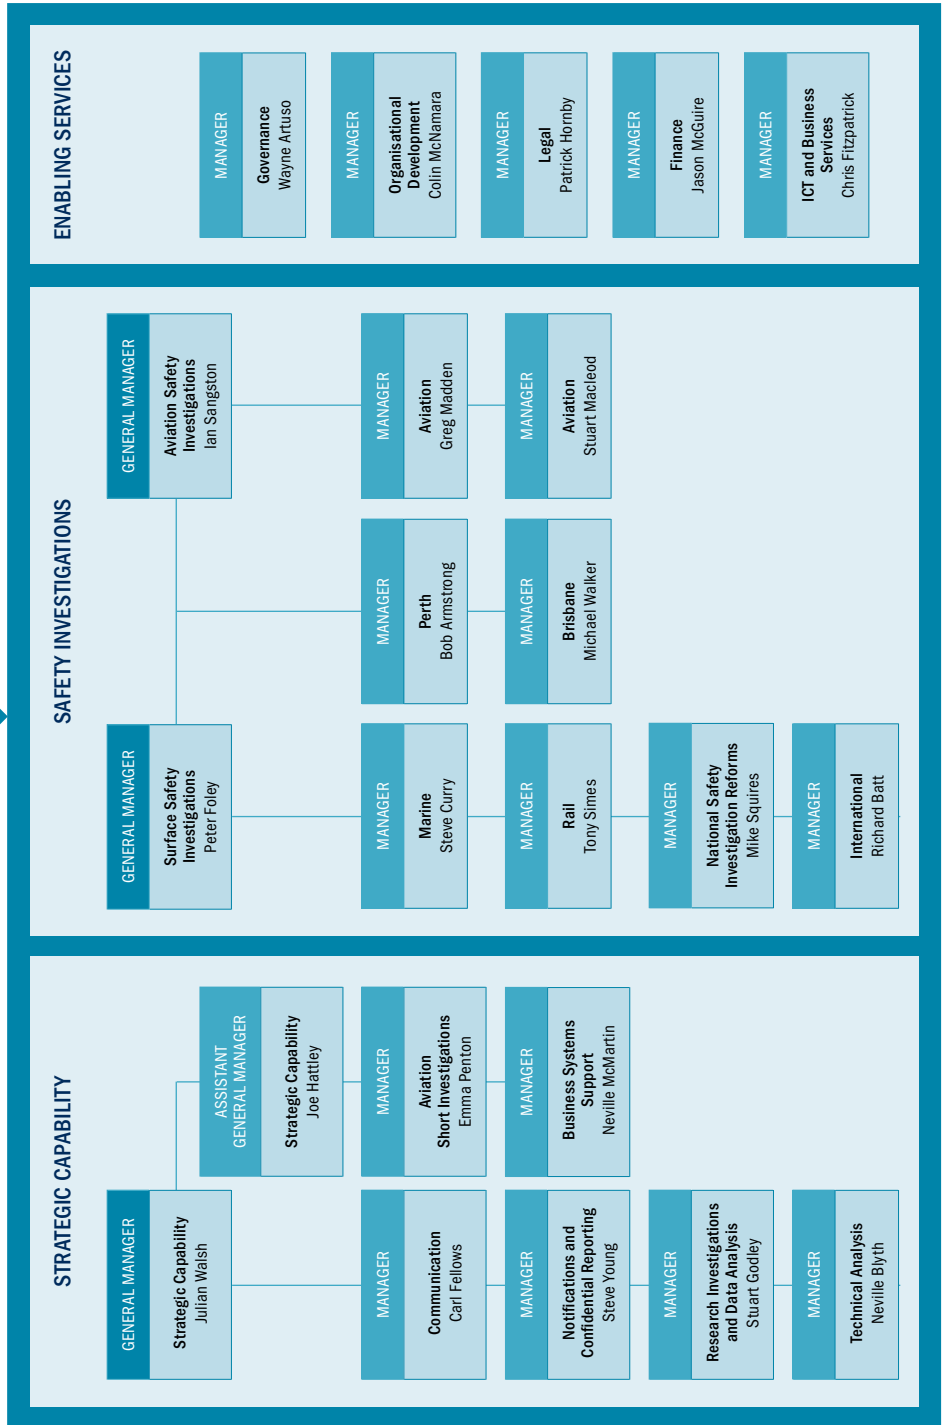 STRATEGIC CAPABILITY
GENERAL MANAGER
Strategic Capability
Julian Walsh
ASSISTANT
GENERAL MANAGER
Strategic Capability
Joe Hattley
MANAGER
Communication
Carl Fellows
MANAGER
Aviation
Short Investigations
Emma Penton
MANAGER
Notifications and
Confidential Reporting
Steve Young
MANAGER
Business Systems
Support
Neville McMartin
MANAGER
Research Investigations
and Data Analysis
Stuart Godley
MANAGER
Technical Analysis
Neville Blyth
SAFETY INVESTIGATIONS
GENERAL MANAGER
Surface Safety
Investigations
Peter Foley
GENERAL MANAGER
Aviation Safety
Investigations
Ian Sangston
MANAGER
Marine
Steve Curry
MANAGER
Perth
Bob Armstrong
MANAGER
Aviation
Greg Madden
MANAGER
Rail
Tony Simes
MANAGER
Brisbane
Michael Walker
MANAGER
Aviation
Stuart Macleod
MANAGER
National Safety
Investigation Reforms
Mike Squires
MANAGER
International
Richard Batt
ENABLING SERVICES
MANAGER
Governance
Wayne Artuso
MANAGER
Organisational
Development
Colin McNamara
MANAGER
Legal
Patrick Hornby
MANAGER
Finance
Jason McGuire
MANAGER
ICT and Business
Services
Chris Fitzpatrick